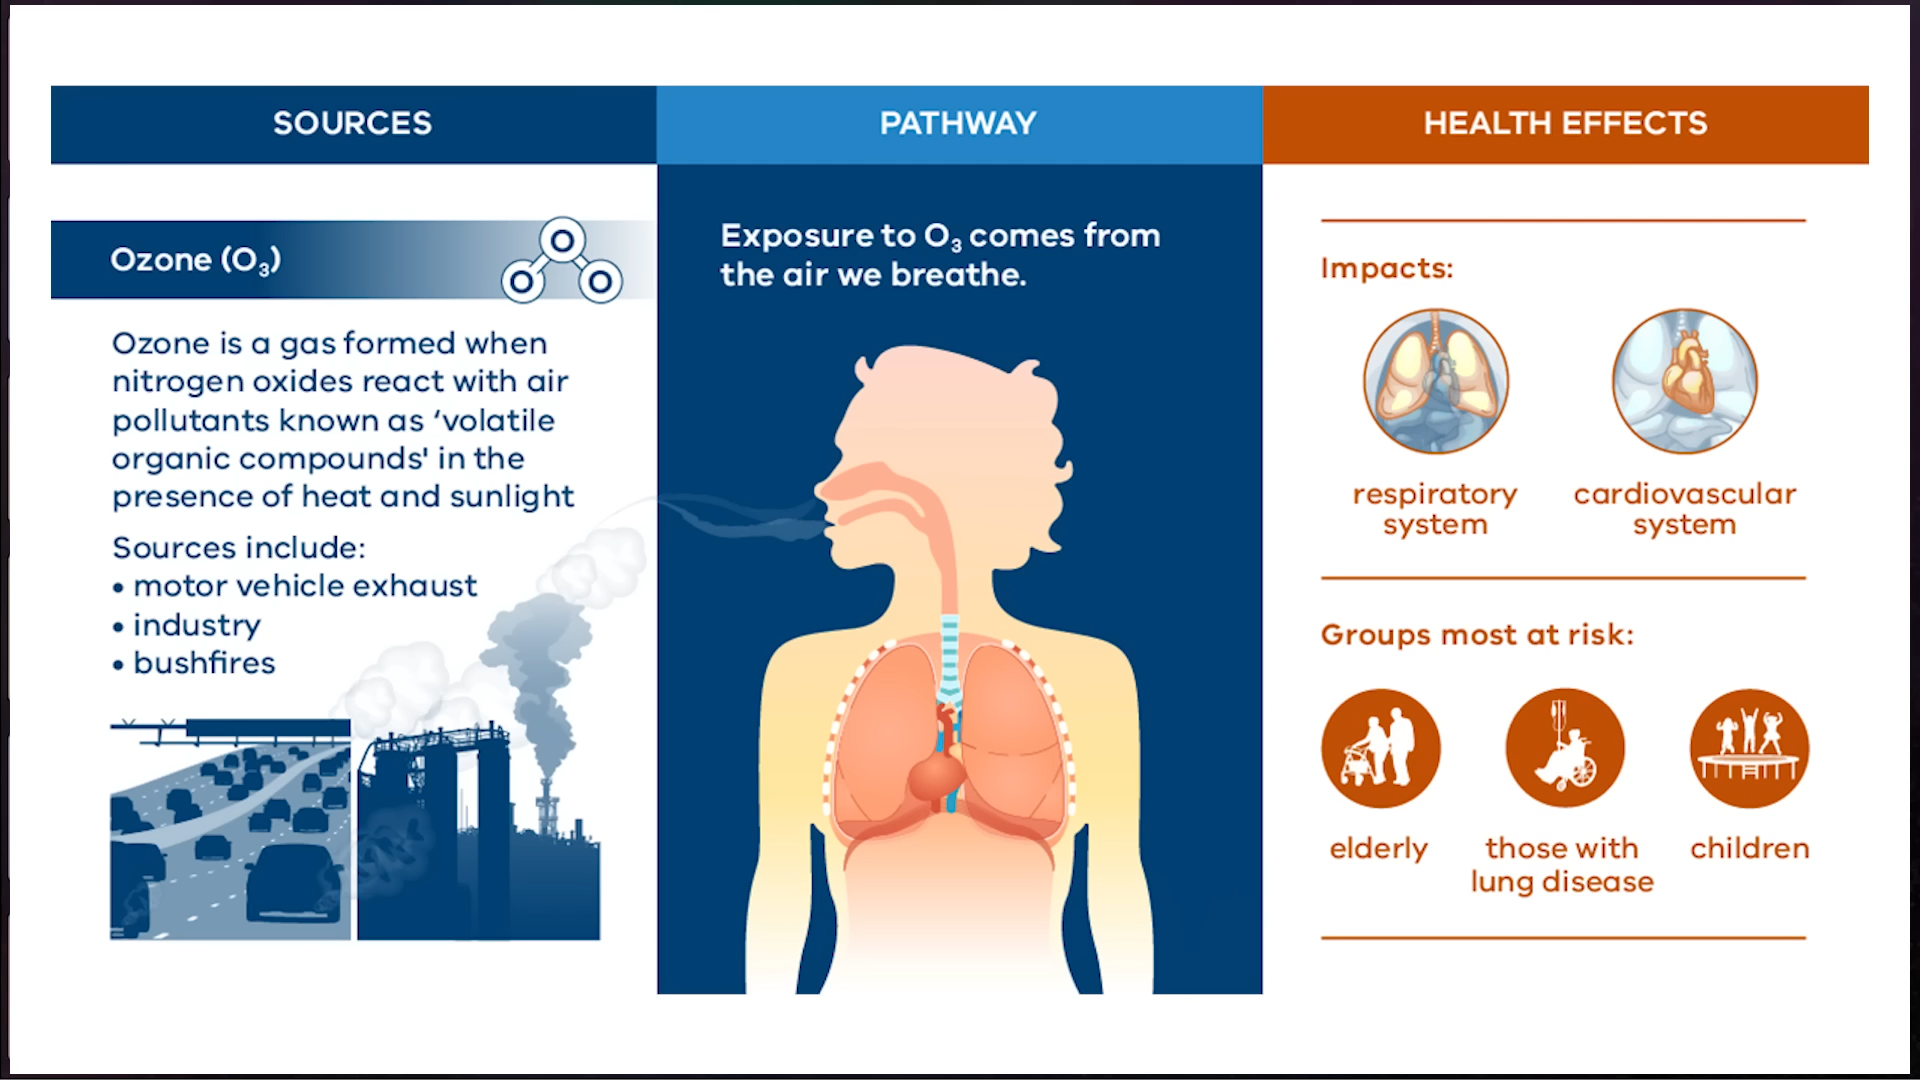 SOURCES
Ozone (O₃)
O
O
O
Ozone is a gas formed when
nitrogen oxides react with air
pollutants known as ‘volatile
organic compounds' in the
presence of heat and sunlight
Sources include:
• motor vehicle exhaust
• industry
• bushfires
PATHWAY
Exposure to O₃ comes from
the air we breathe.
HEALTH EFFECTS
Impacts:
respiratory
system
cardiovascular
system
Groups most at risk:
elderly
those with
lung disease
children